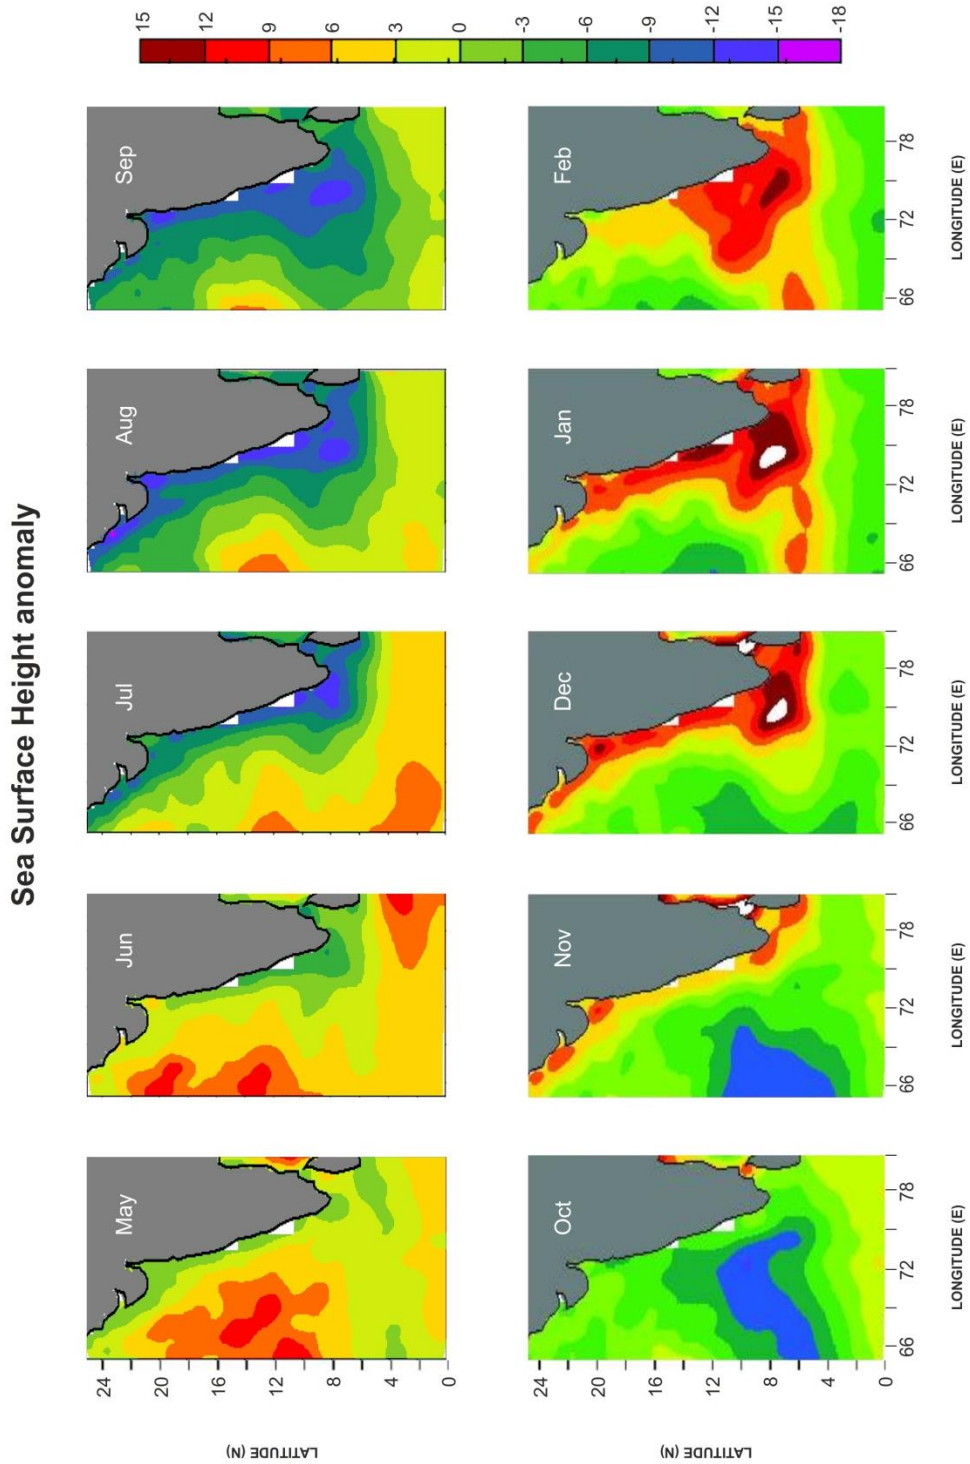 Sea Surface Height anomaly
May
Jun
Jul
Aug
Sep
15
12
9
6
3
0
-3
-6
-9
-12
-15
-18
LATITUDE (N)
24
20
16
12
8
4
0
Oct
Nov
Dec
Jan
Feb
LATITUDE (N)
24
20
16
12
8
4
0
66
72
78
66
72
78
66
72
78
66
72
78
66
72
78
LONGITUDE (E)
LONGITUDE (E)
LONGITUDE (E)
LONGITUDE (E)
LONGITUDE (E)